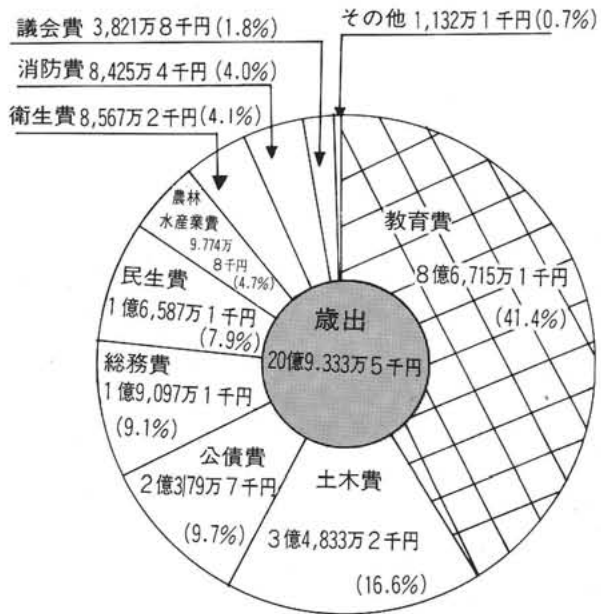 議会費 3,821万8千円(1.8%)
その他 1,132万1千円(0.7%)
消防費 8,425万4千円(4.0%)
衛生費 8,567万2千円(4.1%)
農林
水産業費
9.774万
8千円
(4.7%)
民生費
1億6,587万1千円
(7.9%)
総務費
1億9,097万1千円
(9.1%)
公債費
2億379万7千円
(9.7%)
土木費
3億4,833万2千円
(16.6%)
教育費
8億6,715万1千円
(41.4%)
歳出
20億9.333万5千円